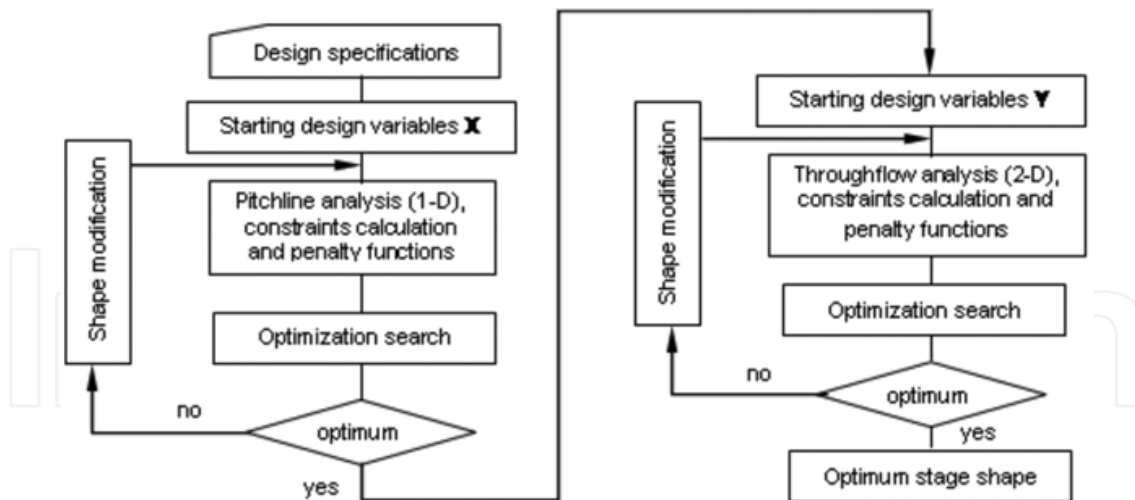 Design specifications
Starting design variables X
Shape modification
Pitchline analysis (1-D),
constraints calculation
and penalty functions
Optimization search
no
optimum
yes
Starting design variables Y
Shape modification
Throughflow analysis (2-D),
constraints calculation and
penalty functions
Optimization search
no
optimum
yes
Optimum stage shape